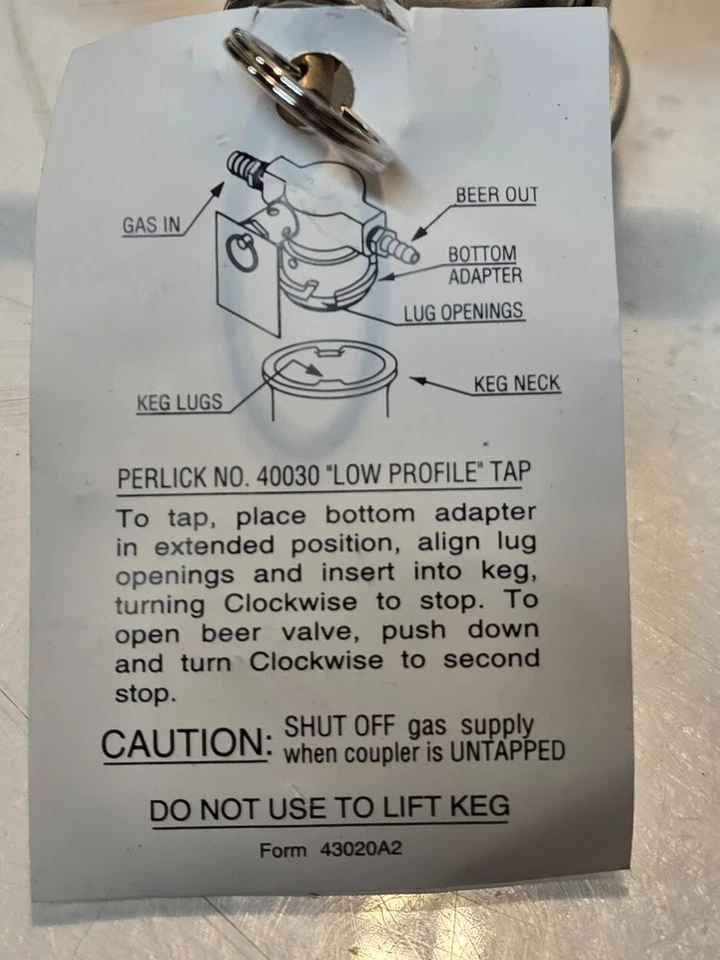 GAS IN
BEER OUT
BOTTOM
ADAPTER
LUG OPENINGS
KEG NECK
KEG LUGS
PERLICK NO. 40030 "LOW PROFILE" TAP
To tap, place bottom adapter
in extended position, align lug
openings and insert into keg,
turning Clockwise to stop. To
open beer valve, push down
and turn Clockwise to second
stop.
CAUTION: SHUT OFF gas supply
when coupler is UNTAPPED
DO NOT USE TO LIFT KEG
Form 43020A2